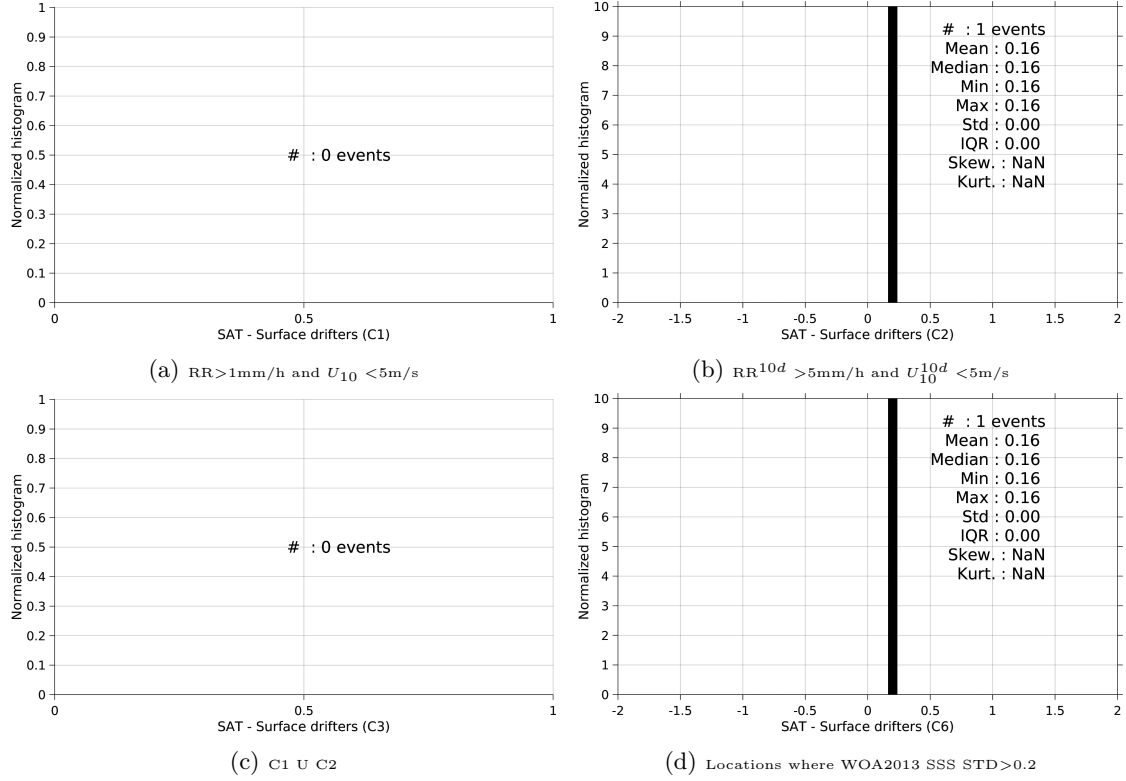 1
0.9
0.8
0.7
0.6
0.5
0.4
0.3
0.2
0.1
0
Normalized histogram
# : 0 events
0 0.5 1
SAT - Surface drifters (C1)
(a) RR>1mm/h and U10 <5m/s
10
9
8
7
6
5
4
3
2
1
0
Normalized histogram
# : 1 events
Mean : 0.16
Median : 0.16
Min : 0.16
Max : 0.16
Std : 0.00
IQR : 0.00
Skew. : NaN
Kurt. : NaN
-2 -1.5 -1 -0.5 0 0.5 1 1.5 2
SAT - Surface drifters (C2)
(b) RR^10d >5mm/h and U10^10d <5m/s
1
0.9
0.8
0.7
0.6
0.5
0.4
0.3
0.2
0.1
0
Normalized histogram
# : 0 events
0 0.5 1
SAT - Surface drifters (C3)
(c) C1 U C2
10
9
8
7
6
5
4
3
2
1
0
Normalized histogram
# : 1 events
Mean : 0.16
Median : 0.16
Min : 0.16
Max : 0.16
Std : 0.00
IQR : 0.00
Skew. : NaN
Kurt. : NaN
-2 -1.5 -1 -0.5 0 0.5 1 1.5 2
SAT - Surface drifters (C6)
(d) Locations where WOA2013 SSS STD>0.2